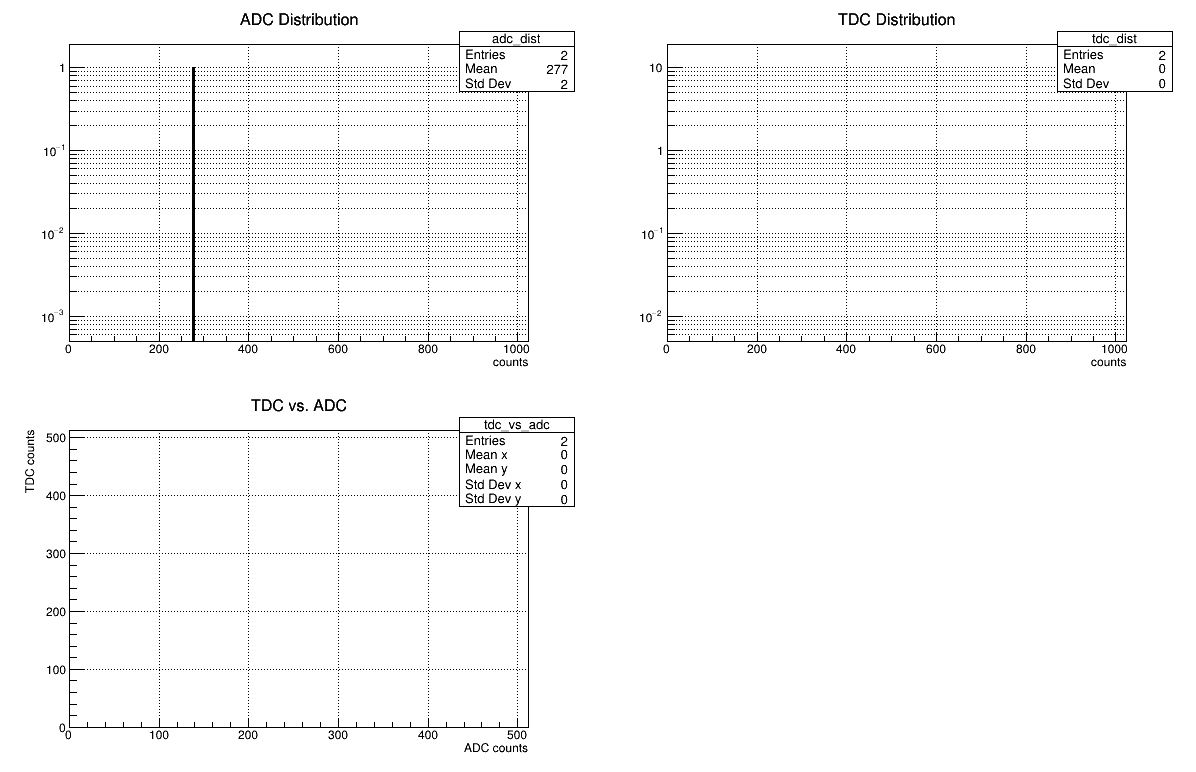 ADC Distribution
adc_dist
Entries 2
Mean 277
Std Dev 2
1
10⁻¹
10⁻²
10⁻³
0 200 400 600 800 1000
counts
TDC Distribution
tdc_dist
Entries 2
Mean 0
Std Dev 0
10
1
10⁻¹
10⁻²
0 200 400 600 800 1000
counts
TDC vs. ADC
tdc_vs_adc
Entries 2
Mean x 0
Mean y 0
Std Dev x 0
Std Dev y 0
TDC counts
500
400
300
200
100
0
0 100 200 300 400 500
ADC counts